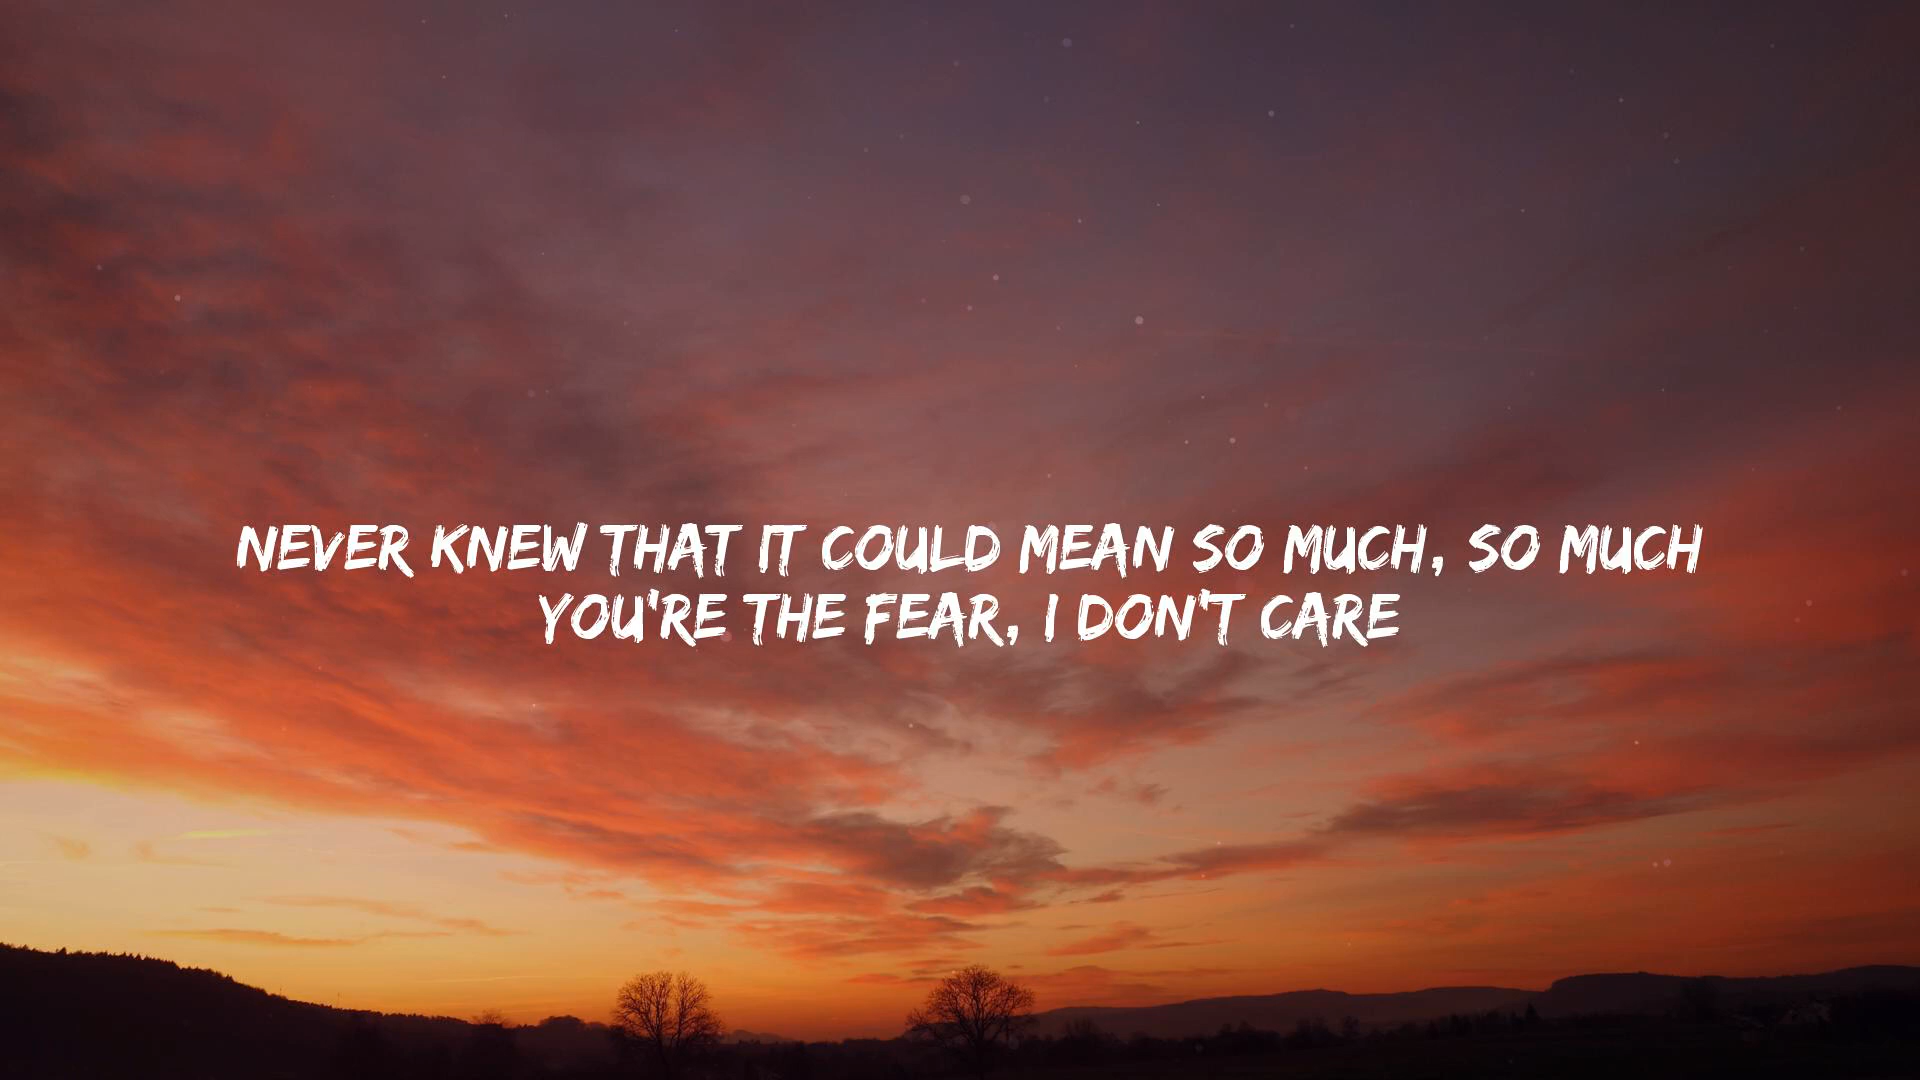 NEVER KNEW THAT IT COULD MEAN SO MUCH, SO MUCH
YOU'RE THE FEAR, I DON'T CARE